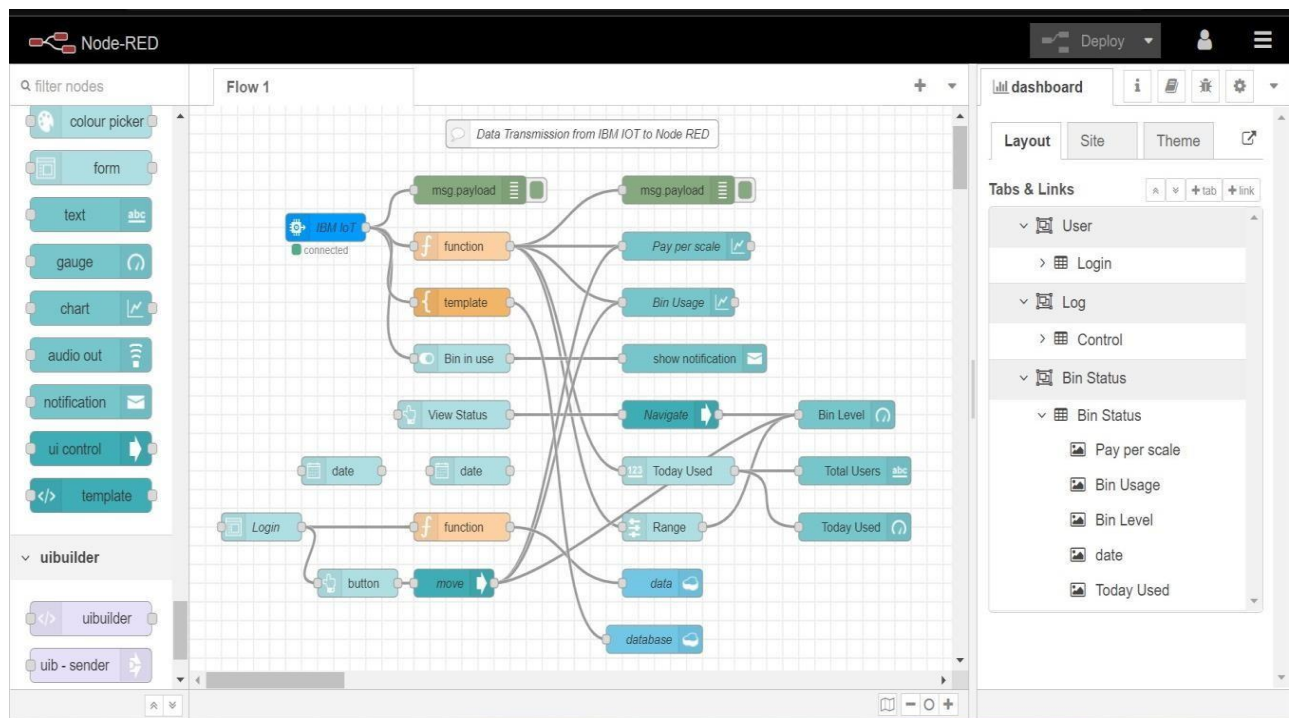 Node-RED
Deploy
filter nodes
colour picker
form
text
abc
gauge
chart
audio out
notification
ui control
</> template
uibuilder
</> uibuilder
uib - sender
Flow 1
Data Transmission from IBM IOT to Node RED
msg.payload
msg.payload
IBM IoT
connected
f function
Pay per scale
{ template
Bin Usage
Bin in use
show notification
View Status
Navigate
Bin Level
date
date
123 Today Used
Total Users abc
Login
f function
Range
Today Used
button
move
data
database
dashboard
i
Layout
Site
Theme
Tabs & Links
+ tab
+ link
User
Login
Log
Control
Bin Status
Bin Status
Pay per scale
Bin Usage
Bin Level
date
Today Used